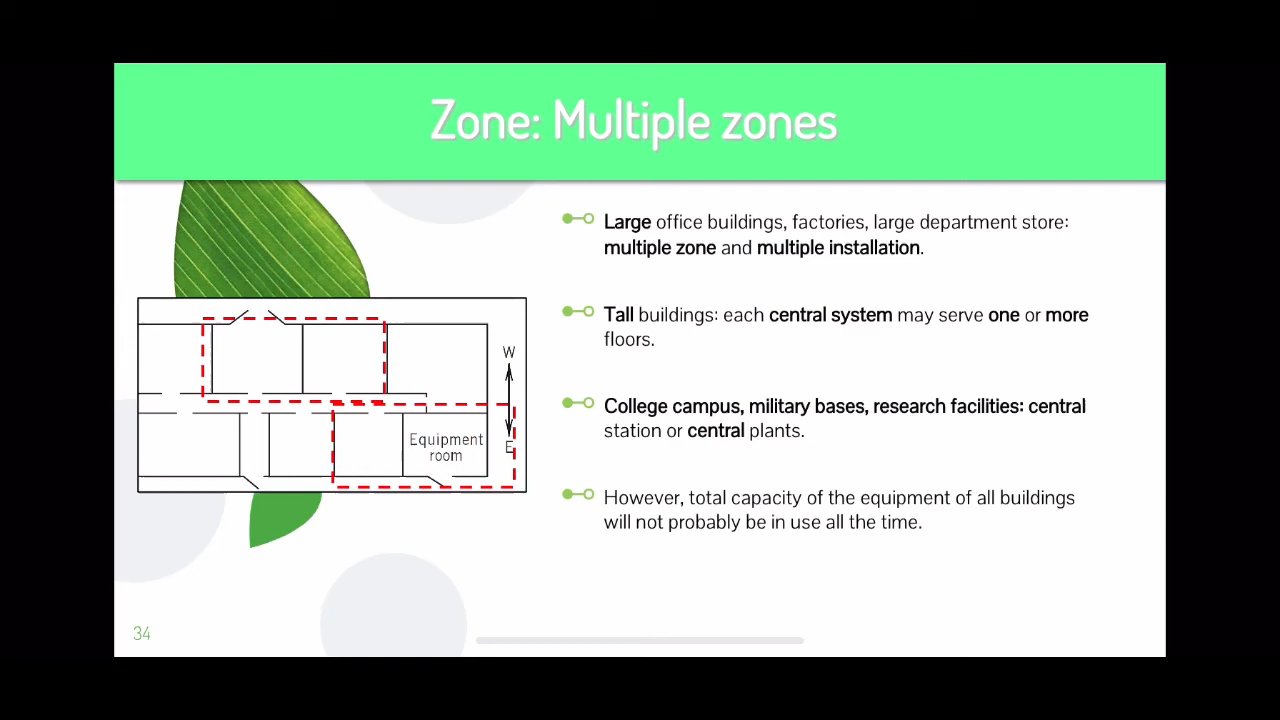 Zone: Multiple zones
Large office buildings, factories, large department store:
multiple zone and multiple installation.
Tall buildings: each central system may serve one or more
floors.
College campus, military bases, research facilities: central
station or central plants.
However, total capacity of the equipment of all buildings
will not probably be in use all the time.
W
E
Equipment
room
34